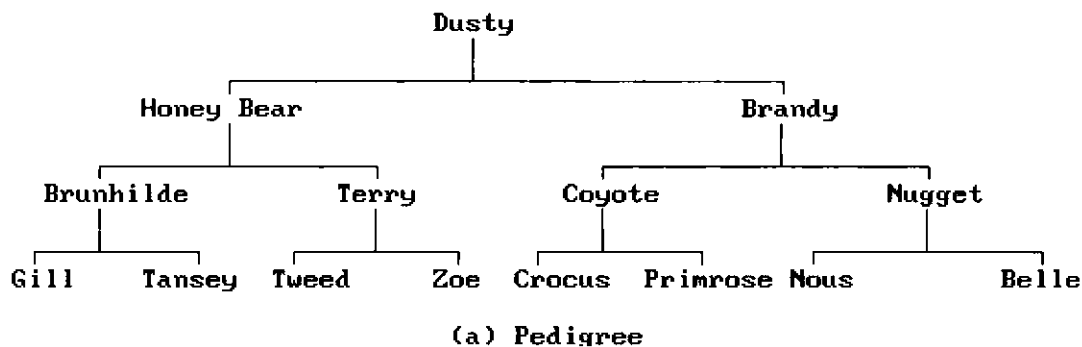 Dusty
Honey Bear Brandy
Brunhilde Terry Coyote Nugget
Gill Tansey Tweed Zoe Crocus Primrose Nous Belle
(a) Pedigree